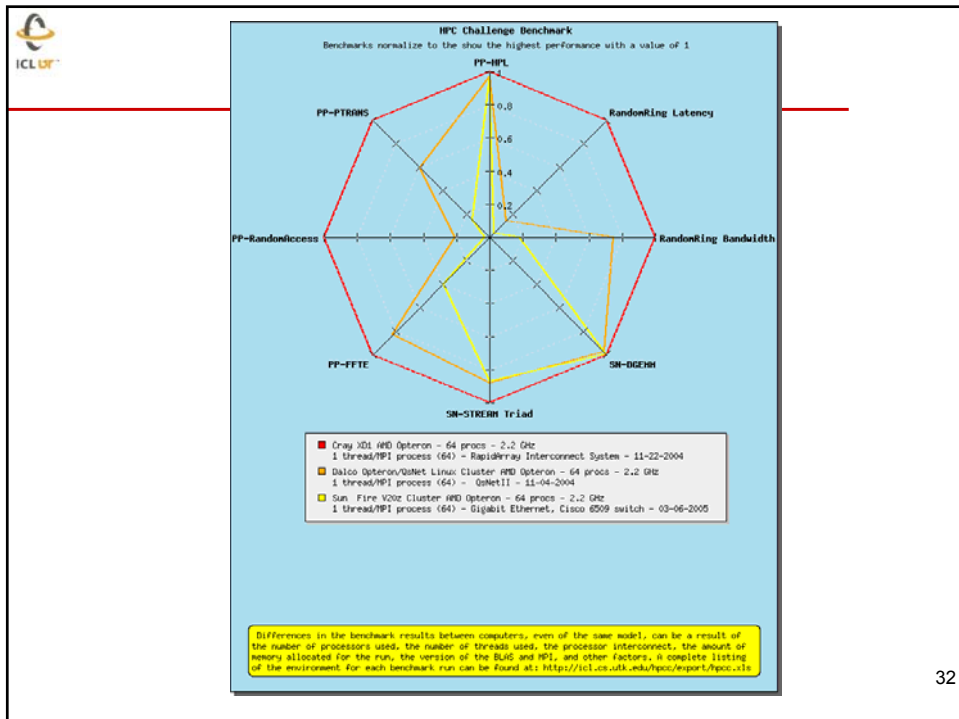 ICL UT
HPC Challenge Benchmark
Benchmarks normalize to the show the highest performance with a value of 1
PP-HPL
1
0.8
0.6
0.4
0.2
PP-PTRANS
RandomRing Latency
PP-RandomAccess
RandomRing Bandwidth
PP-FFTE
SN-DGEMM
SN-STREAM Triad
Cray XD1 AMD Opteron - 64 procs - 2.2 GHz
1 thread/MPI process (64) - RapidArray Interconnect System - 11-22-2004
Dalco Opteron/QsNet Linux Cluster AMD Opteron - 64 procs - 2.2 GHz
1 thread/MPI process (64) - QsNetII - 11-04-2004
Sun Fire V20z Cluster AMD Opteron - 64 procs - 2.2 GHz
1 thread/MPI process (64) - Gigabit Ethernet, Cisco 6509 switch - 03-06-2005
Differences in the benchmark results between computers, even of the same model, can be a result of
the number of processors used, the number of threads used, the processor interconnect, the amount of
memory allocated for the run, the version of the BLAS and MPI, and other factors. A complete listing
of the environment for each benchmark run can be found at: http://icl.cs.utk.edu/hpcc/export/hpcc.xls
32